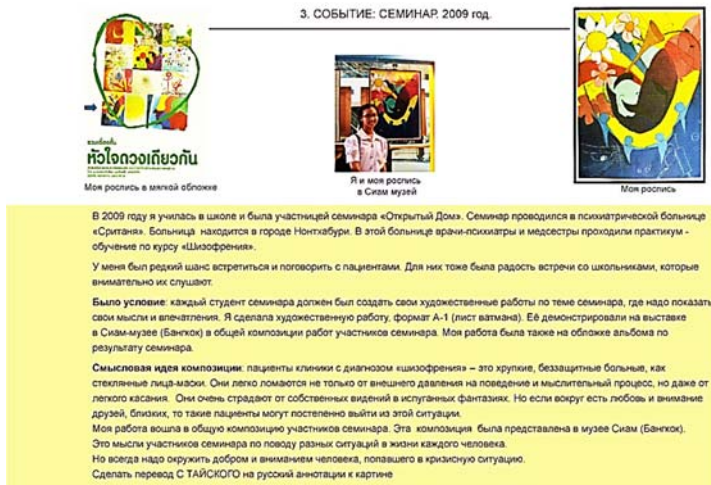 3. СОБЫТИЕ: СЕМИНАР. 2009 год.
หัวใจดวงเดียวกัน
Моя роспись в мягкой обложке
Я и моя роспись
в Сиам музей
Моя роспись
В 2009 году я училась в школе и была участницей семинара «Открытый Дом». Семинар проводился в психиатрической больнице
«Сритания». Больница находится в городе Нонтхабури. В этой больнице врачи-психиатры и медсестры проходили практикум -
обучение по курсу «Шизофрения».
У меня был редкий шанс встретиться и поговорить с пациентами. Для них тоже была радость встречи со школьниками, которые
внимательно их слушают.
Было условие: каждый студент семинара должен был создать свои художественные работы по теме семинара, где надо показать
свои мысли и впечатления. Я сделала художественную работу, формат А-1 (лист ватмана). Её демонстрировали на выставке
в Сиам-музее (Бангкок) в общей композиции работ участников семинара. Моя работа была также на обложке альбома по
результату семинара.
Смысловая идея композиции: пациенты клиники с диагнозом «шизофрения» – это хрупкие, беззащитные больные, как
стеклянные лица-маски. Они легко ломаются не только от внешнего давления на поведение и мыслительный процесс, но даже от
легкого касания. Они очень страдают от собственных видений в испуганных фантазиях. Но если вокруг есть любовь и внимание
друзей, близких, то такие пациенты могут постепенно выйти из этой ситуации.
Моя работа вошла в общую композицию участников семинара. Эта композиция была представлена в музее Сиам (Бангкок).
Это мысли участников семинара по поводу разных ситуаций в жизни каждого человека.
Но всегда надо окружить добром и вниманием человека, попавшего в кризисную ситуацию.
Сделать перевод С ТАЙСКОГО на русский аннотации к картине